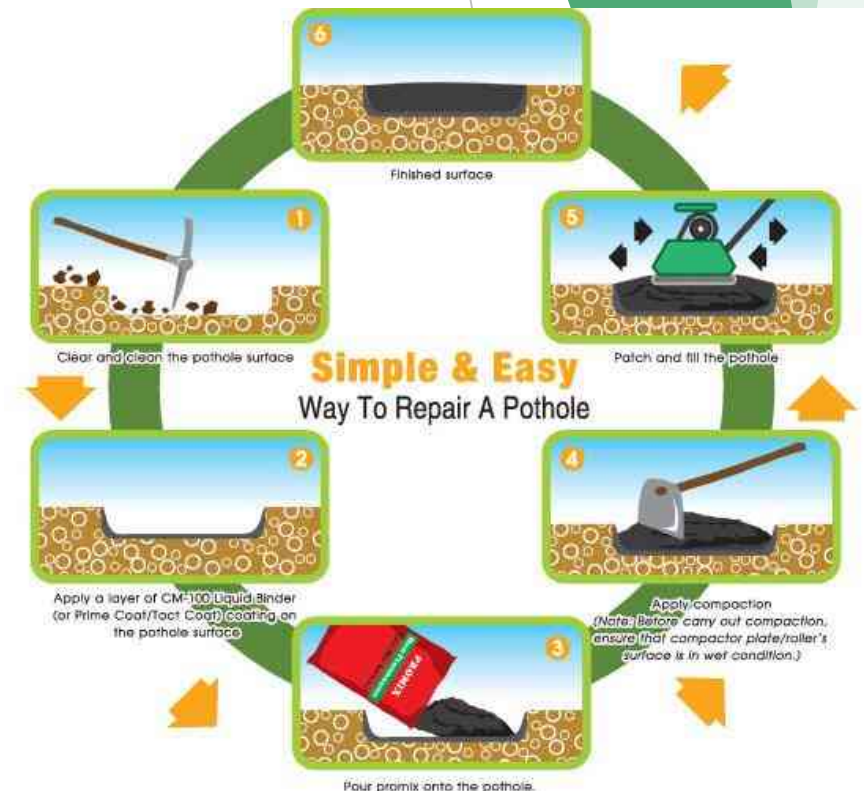 Simple & Easy
Way To Repair A Pothole
1
Clear and clean the pothole surface
2
Apply a layer of CM-100 Liquid Binder
(or Prime Coat/Tact Coat) coating on
the pothole surface
3
PROMIX
Pour promix onto the pothole.
4
Apply compaction
(Note: Before carry out compaction,
ensure that compactor plate/roller's
surface is in wet condition.)
5
Patch and fill the pothole
6
Finished surface